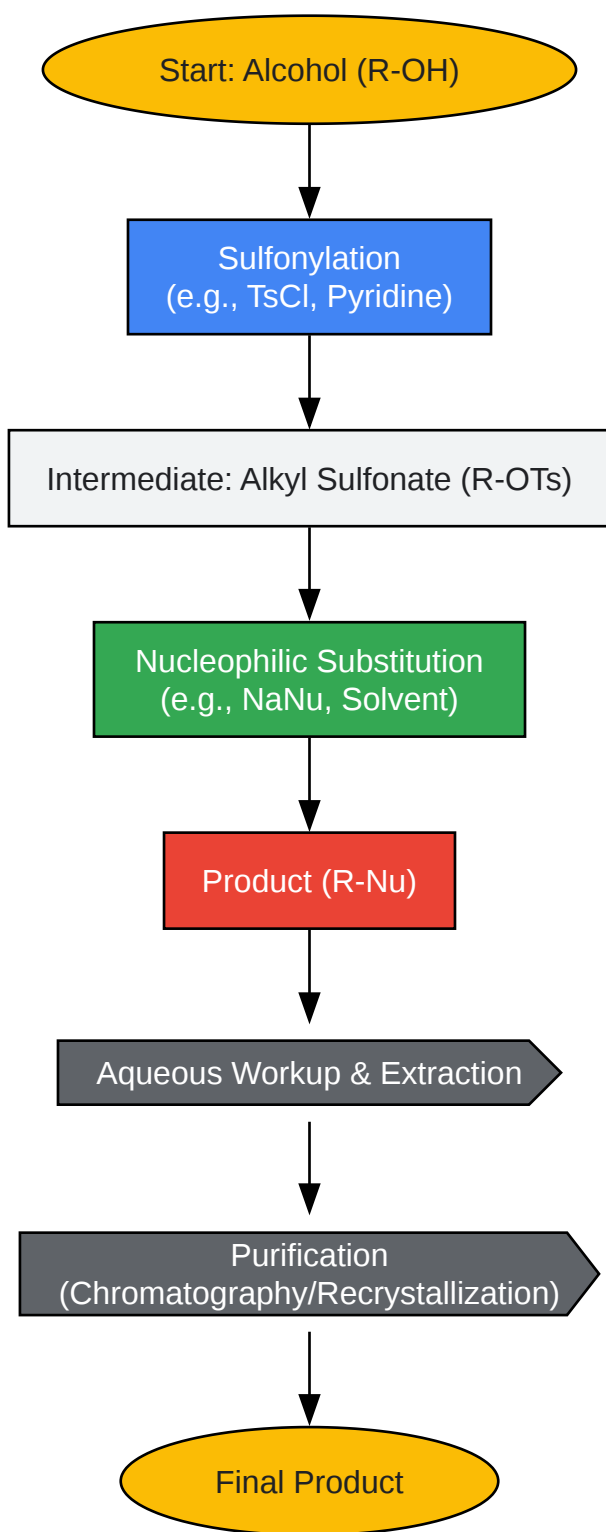 Start: Alcohol (R-OH)
Sulfonylation
(e.g., TsCl, Pyridine)
Intermediate: Alkyl Sulfonate (R-OTs)
Nucleophilic Substitution
(e.g., NaNu, Solvent)
Product (R-Nu)
Aqueous Workup & Extraction
Purification
(Chromatography/Recrystallization)
Final Product